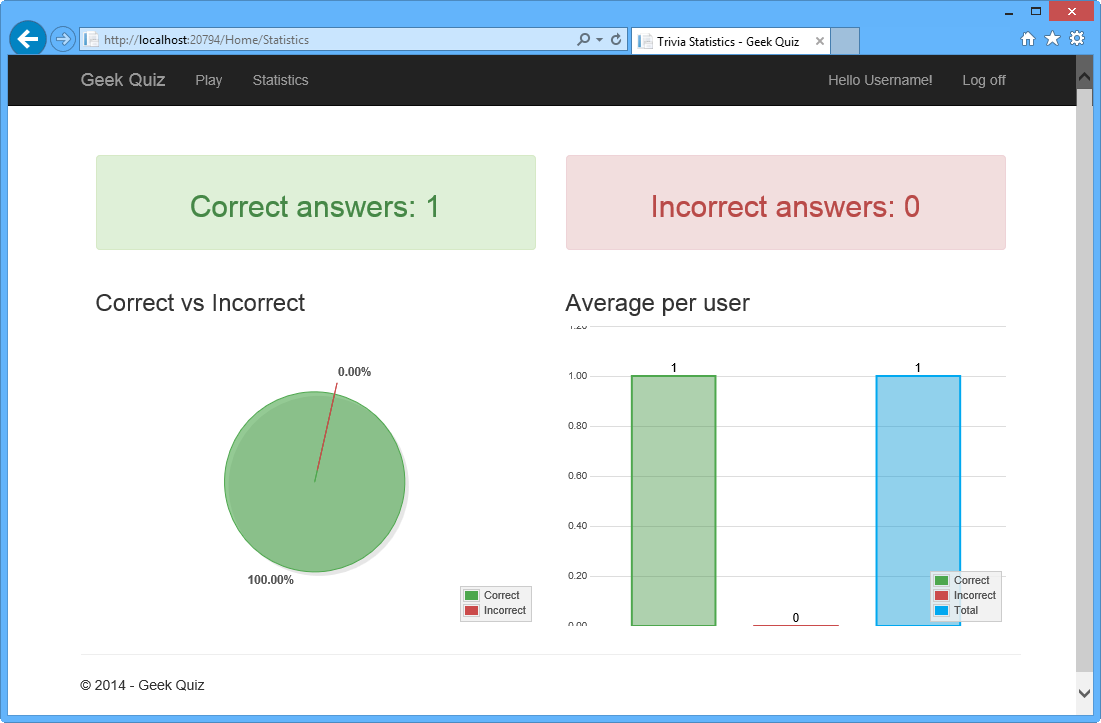 http://localhost:20794/Home/Statistics
Trivia Statistics - Geek Quiz
Geek Quiz Play Statistics Hello Username! Log off
Correct answers: 1
Incorrect answers: 0
Correct vs Incorrect
0.00%
100.00%
Correct
Incorrect
Average per user
1.20
1.00
0.80
0.60
0.40
0.20
0.00
1
0
1
Correct
Incorrect
Total
© 2014 - Geek Quiz